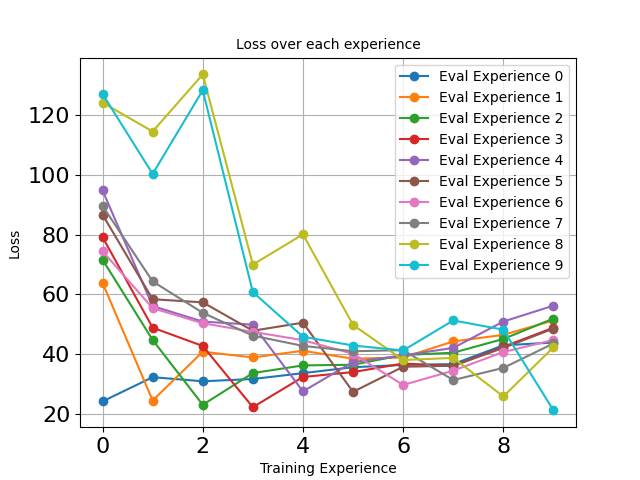 Loss over each experience
Eval Experience 0
Eval Experience 1
Eval Experience 2
Eval Experience 3
Eval Experience 4
Eval Experience 5
Eval Experience 6
Eval Experience 7
Eval Experience 8
Eval Experience 9
Loss
120
100
80
60
40
20
0 2 4 6 8
Training Experience